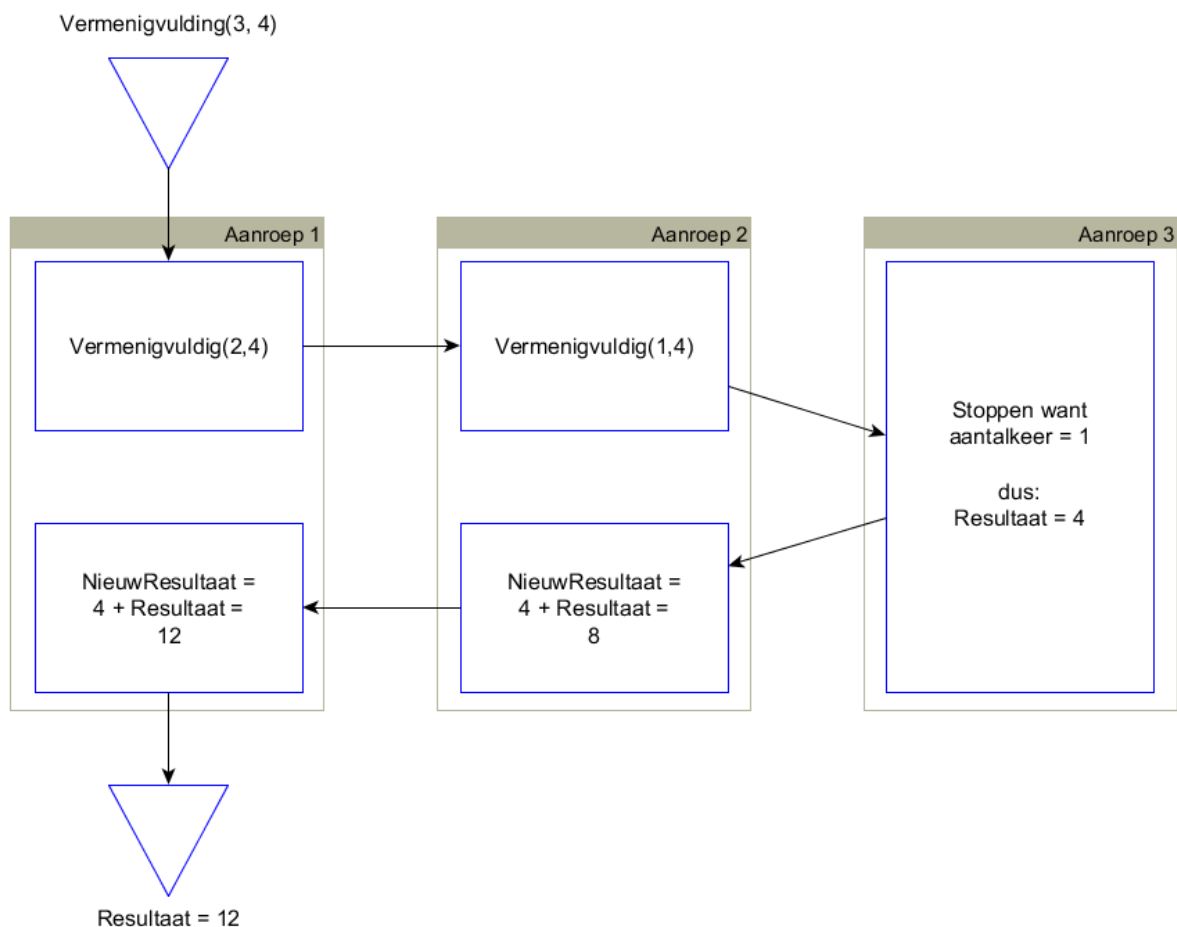 Vermenigvulding(3, 4)
Aanroep 1
Aanroep 2
Aanroep 3
Vermenigvuldig(2,4)
Vermenigvuldig(1,4)
Stoppen want
aantalkeer = 1
dus:
Resultaat = 4
NieuwResultaat =
4 + Resultaat =
12
NieuwResultaat =
4 + Resultaat =
8
Resultaat = 12